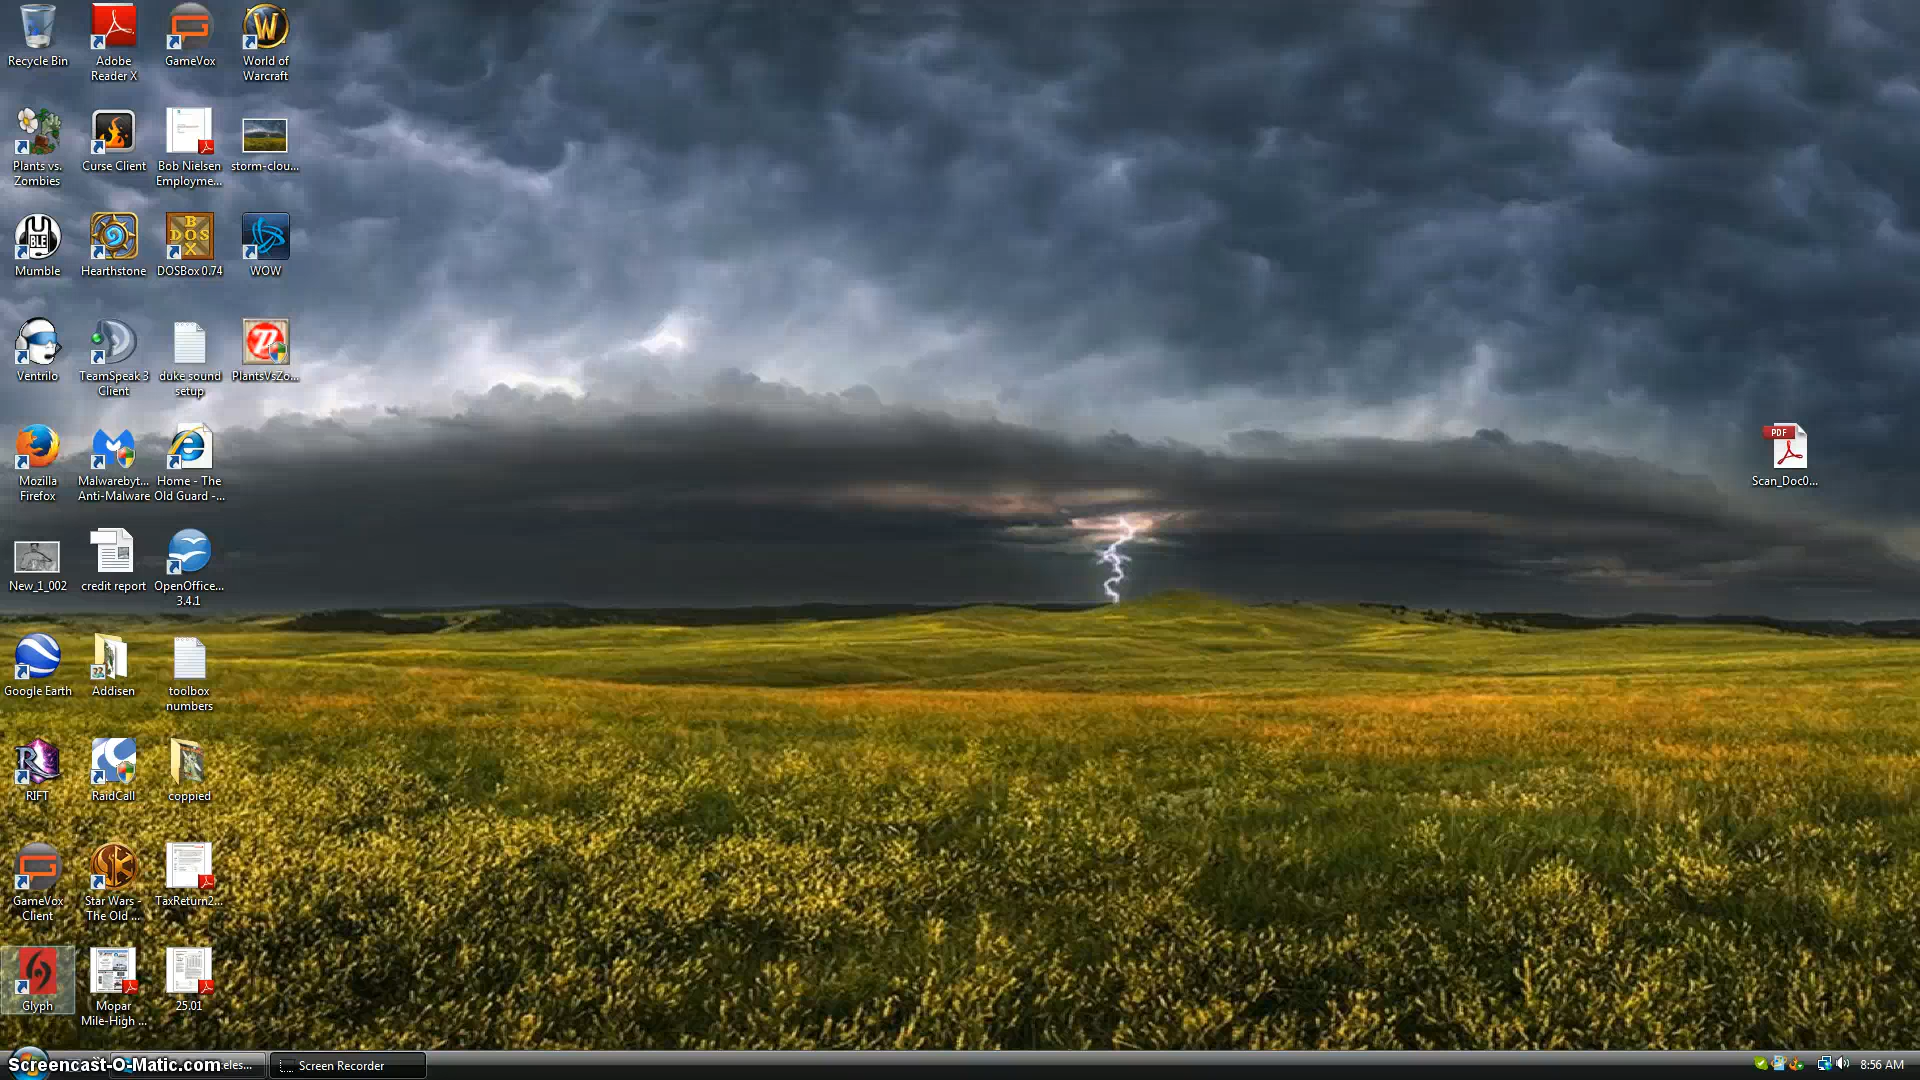 Recycle Bin
Adobe
Reader X
GameVox
World of
Warcraft
Plants vs.
Zombies
Curse Client
Bob Nielsen
Employme...
storm-clou...
Mumble
Hearthstone
DOSBox 0.74
WOW
Ventrilo
TeamSpeak 3
Client
duke sound
setup
PlantsVsZo...
Mozilla
Firefox
Malwarebyt...
Anti-Malware
Home - The
Old Guard -...
PDF
Scan_Doc0...
New_1_002
credit report
OpenOffice...
3.4.1
Google Earth
Addisen
toolbox
numbers
RIFT
RaidCall
coppied
GameVox
Client
Star Wars -
The Old ...
TaxReturn2...
Glyph
Mopar
Mile-High ...
25.01
Screencast-O-Matic.com
eles...
Screen Recorder
8:56 AM